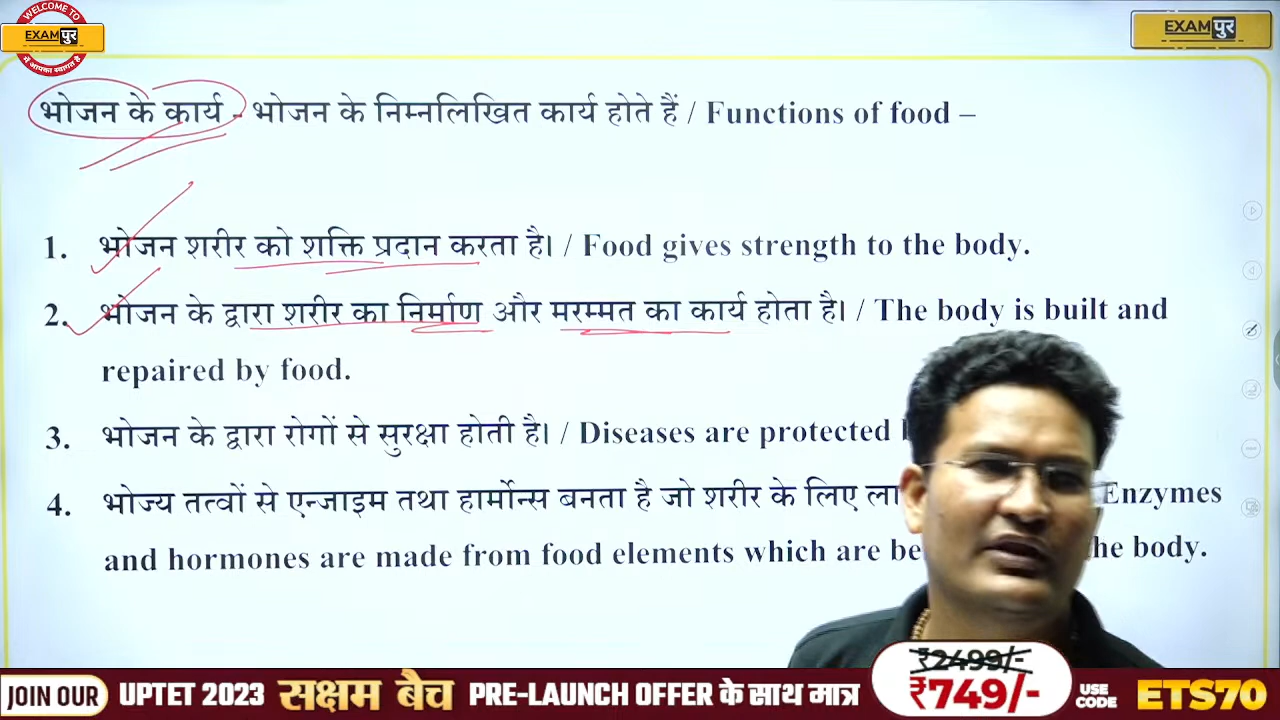 WELCOME TO
EXAMपुर
में आपका स्वागत है
EXAMपुर
भोजन के कार्य - भोजन के निम्नलिखित कार्य होते हैं / Functions of food –
1. भोजन शरीर को शक्ति प्रदान करता है। / Food gives strength to the body.
2. भोजन के द्वारा शरीर का निर्माण और मरम्मत का कार्य होता है। / The body is built and
repaired by food.
3. भोजन के द्वारा रोगों से सुरक्षा होती है। / Diseases are protected
4. भोज्य तत्वों से एन्जाइम तथा हार्मोन्स बनता है जो शरीर के लिए Enzymes
and hormones are made from food elements which are the body.
JOIN OUR UPTET 2023 सक्षम बैच PRE-LAUNCH OFFER के साथ मात्र ₹2499/- ₹749/- USE CODE ETS70